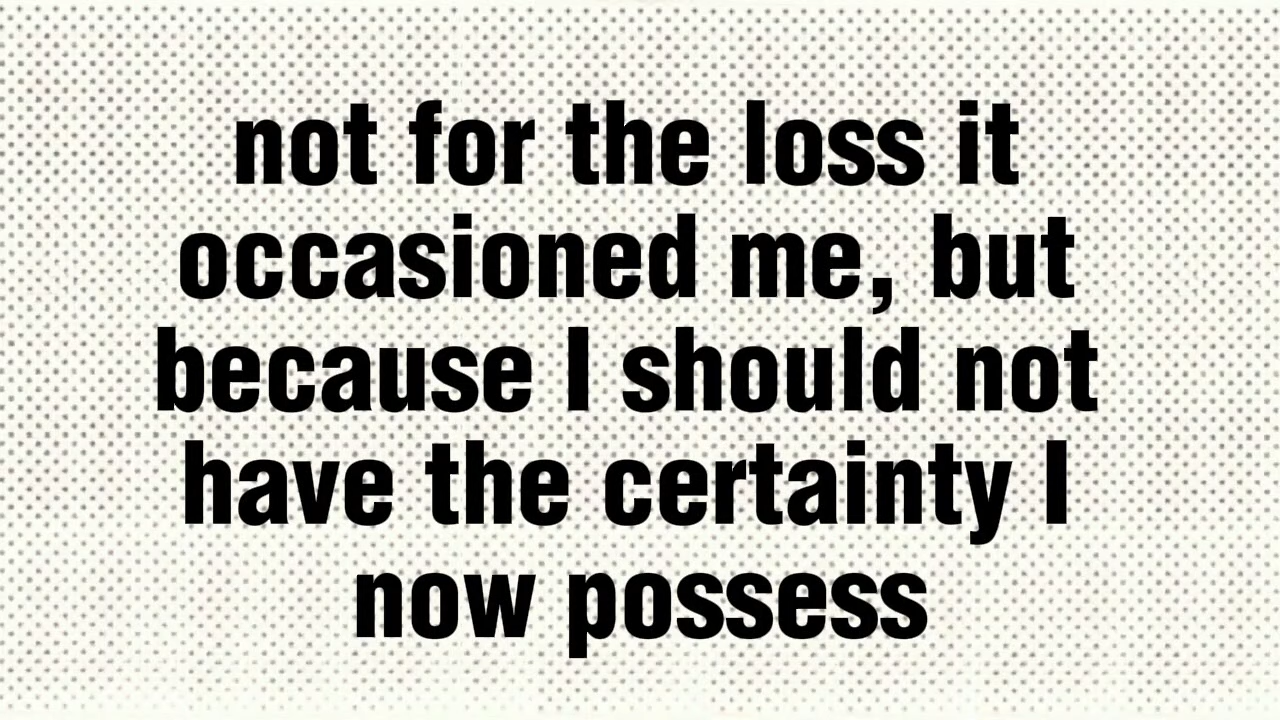 not for the loss it
occasioned me, but
because I should not
have the certainty I
now possess